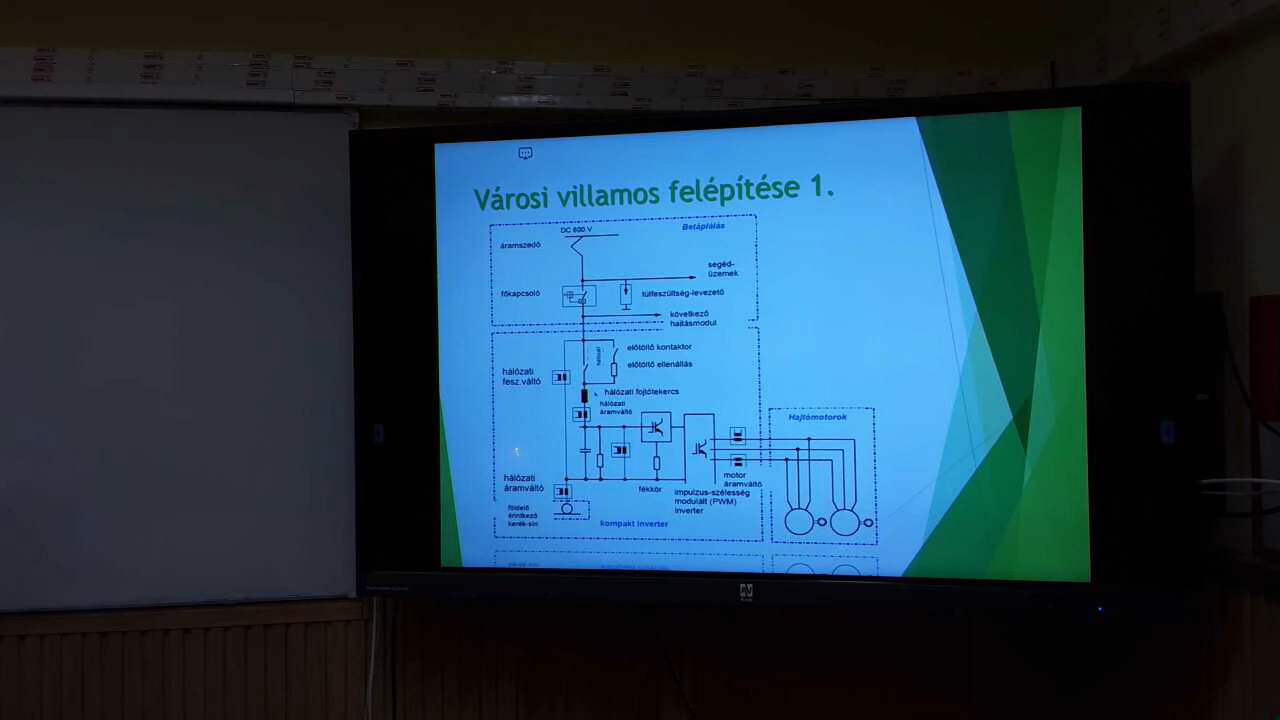 Városi villamos felépítése 1.
DC 600 V
Betáplálás
áramszedő
segéd-
üzemek
főkapcsoló
túlfeszültség-levezető
következő
hajtásmodul
előtöltő kontaktor
hálózati
fesz.váltó
előtöltő ellenállás
hálózati fojtótekercs
hálózati
áramváltó
Hajtómotorok
hálózati
áramváltó
motor
áramváltó
fékkör
impulzus-szélesség
modulált (PWM)
inverter
földelő
érintkező
kerék-sín
kompakt inverter